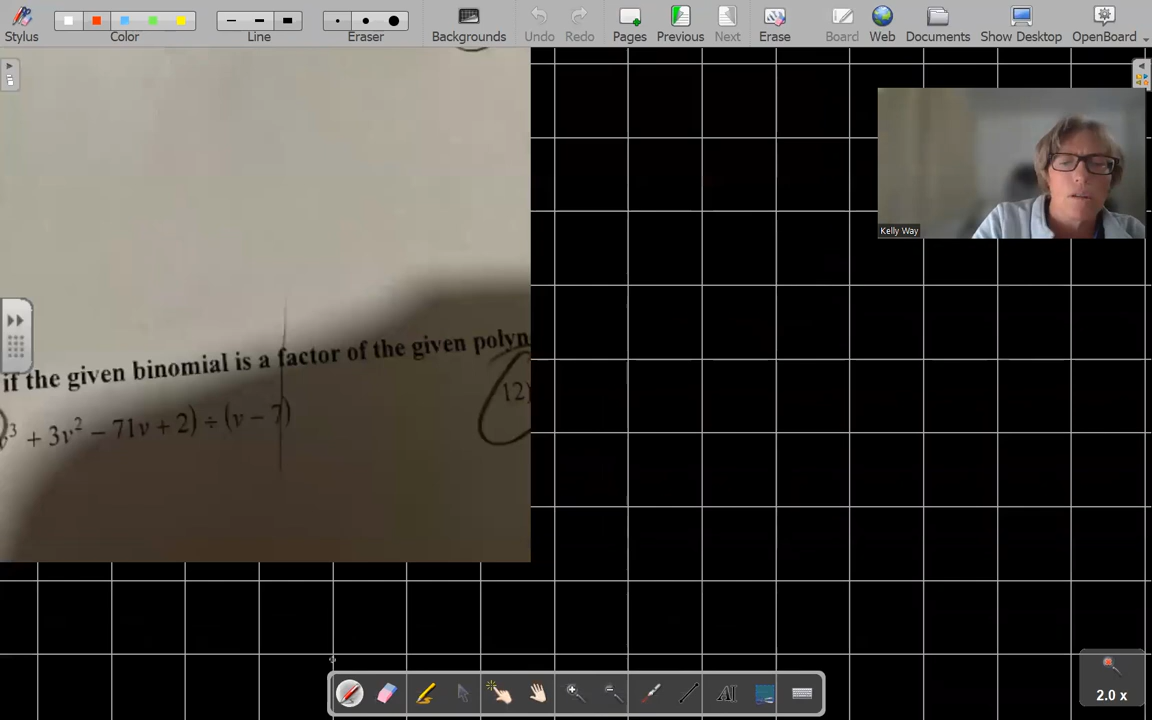 Stylus Color Line Eraser Backgrounds Undo Redo Pages Previous Next Erase Board Web Documents Show Desktop OpenBoard
Kelly Way
if the given binomial is a factor of the given polyn
³ + 3v² − 71v + 2) ÷ (v − 7)
12)
2.0 x